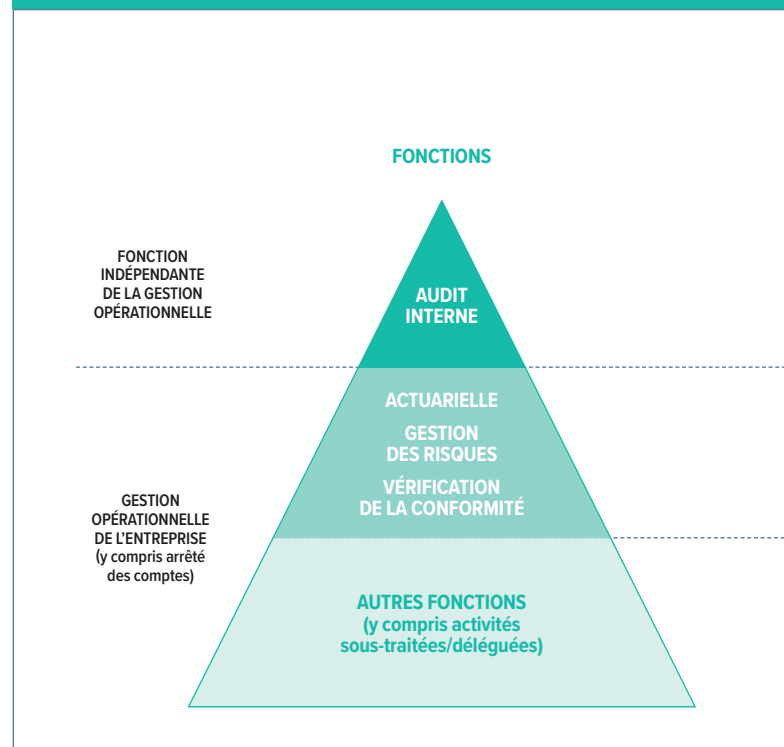 FONCTIONS
FONCTION
INDÉPENDANTE
DE LA GESTION
OPÉRATIONNELLE
AUDIT
INTERNE
ACTUARIELLE
GESTION
DES RISQUES
VÉRIFICATION
DE LA CONFORMITÉ
GESTION
OPÉRATIONNELLE
DE L’ENTREPRISE
(y compris arrêté
des comptes)
AUTRES FONCTIONS
(y compris activités
sous-traitées/déléguées)